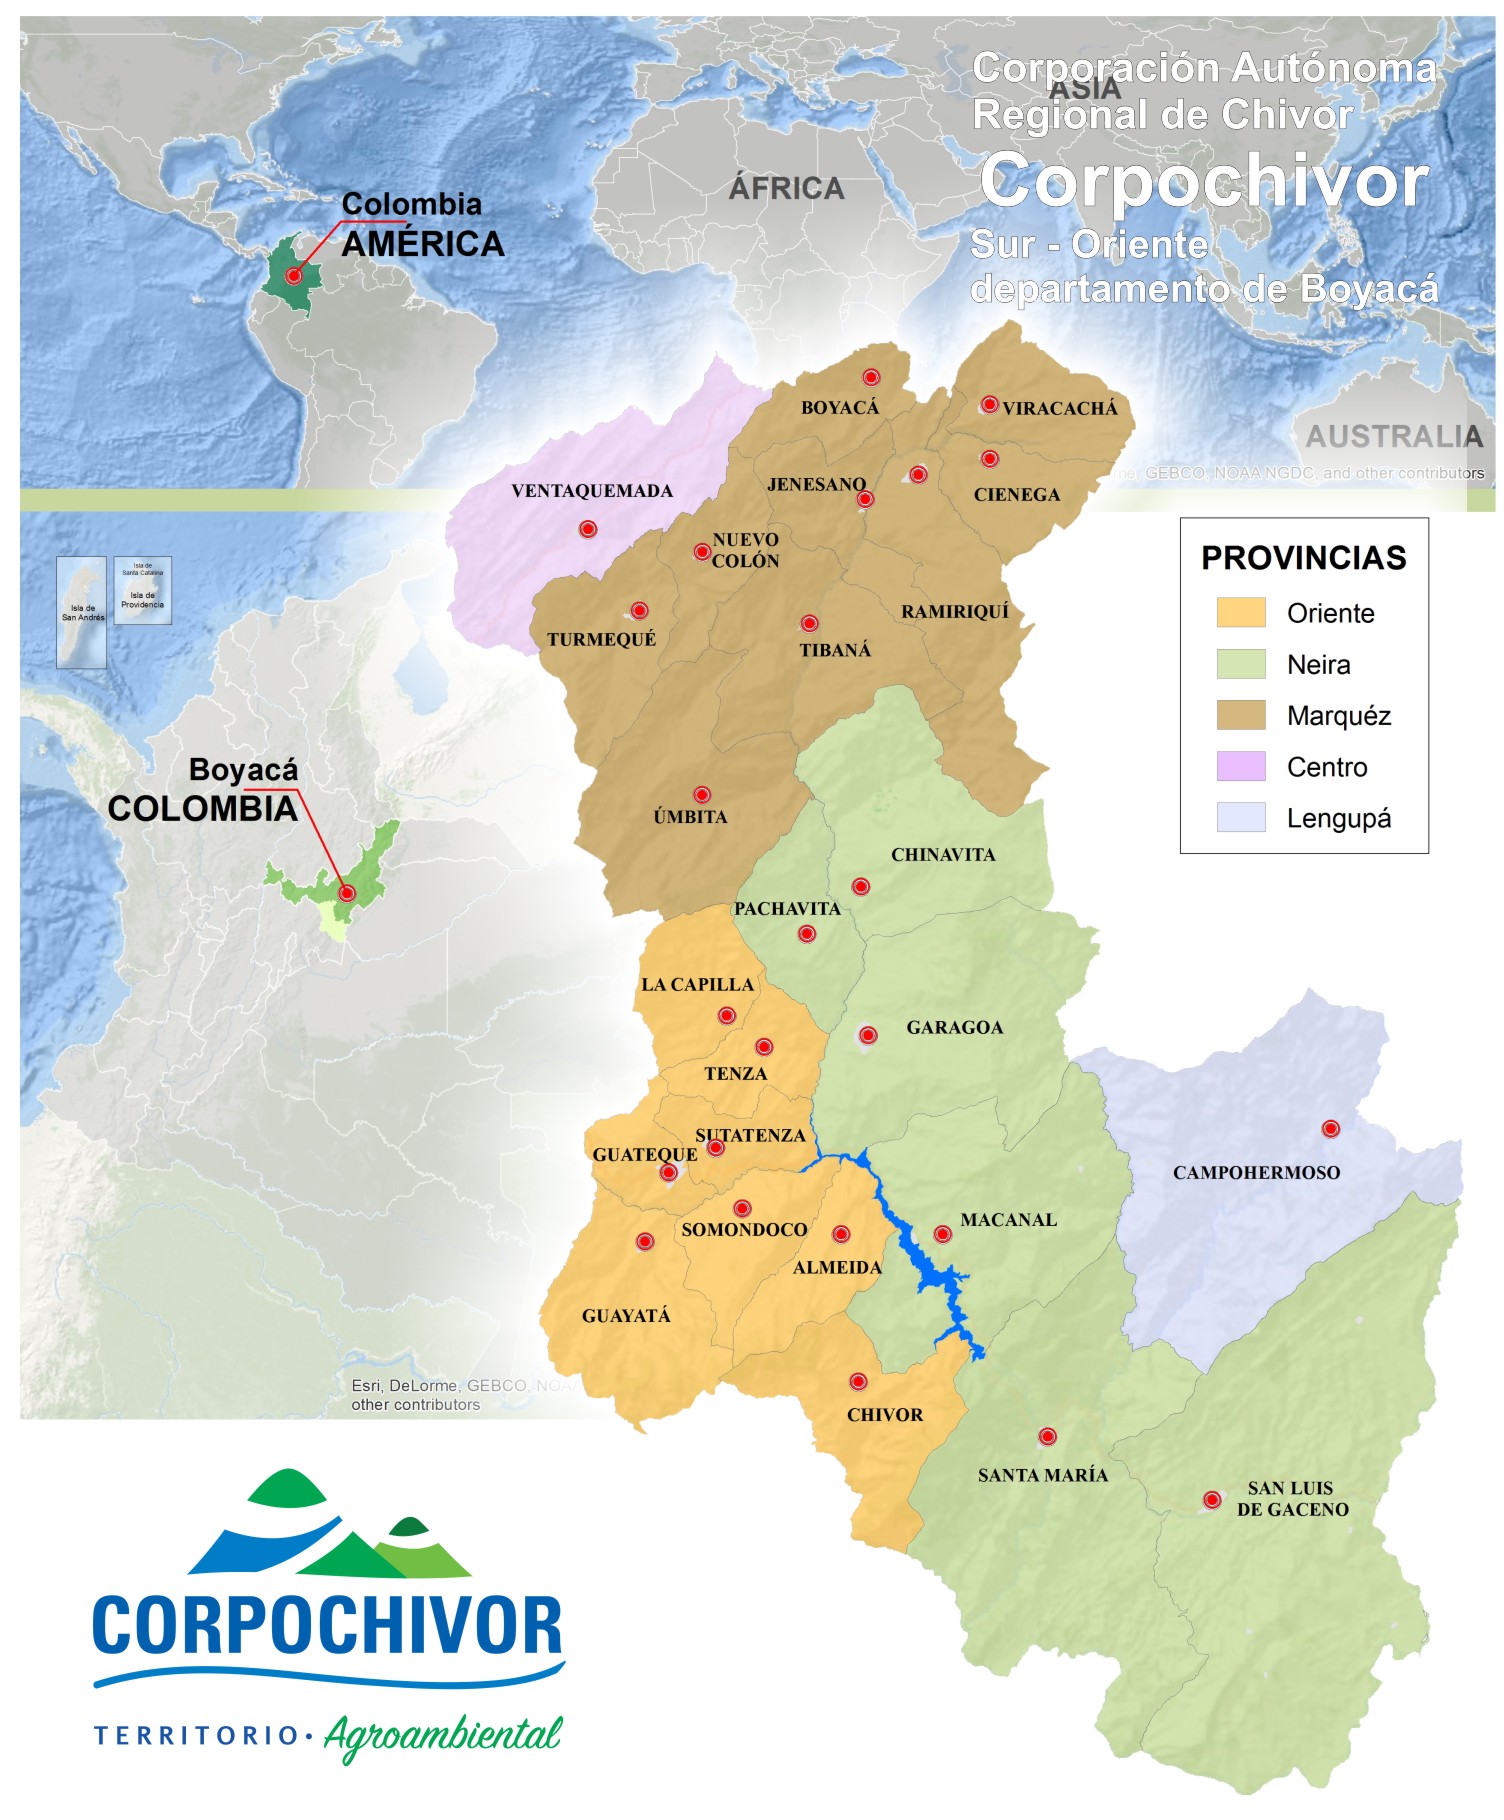 Corporación Autónoma
Regional de Chivor
Corpochivor
Sur - Oriente
departamento de Boyacá
ASIA
ÁFRICA
Colombia
AMÉRICA
AUSTRALIA
GEBCO, NOAA NGDC, and other contributors
BOYACÁ
VIRACACHÁ
JENESANO
CIENEGA
VENTAQUEMADA
NUEVO
COLÓN
RAMIRIQUÍ
TURMEQUÉ
TIBANÁ
ÚMBITA
CHINAVITA
PACHAVITA
LA CAPILLA
GARAGOA
TENZA
SUTATENZA
GUATEQUE
CAMPOHERMOSO
MACANAL
SOMONDOCO
ALMEIDA
GUAYATÁ
CHIVOR
SANTA MARÍA
SAN LUIS
DE GACENO
PROVINCIAS
Oriente
Neira
Marquéz
Centro
Lengupá
Isla de
Santa Catalina
Isla de
Providencia
Isla de
San Andrés
Boyacá
COLOMBIA
Esri, DeLorme, GEBCO, NOAA
other contributors
CORPOCHIVOR
TERRITORIO · Agroambiental